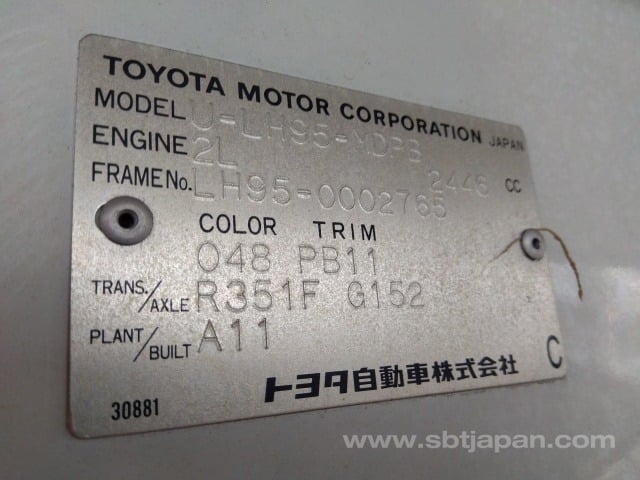 TOYOTA MOTOR CORPORATION JAPAN
MODEL U-LH95-MDPB
ENGINE 2L 2446 CC
FRAME No. LH95-0002765
COLOR TRIM
048 PB11
TRANS./AXLE R351F G152
PLANT/BUILT A11
トヨタ自動車株式会社 C
30881
www.sbtjapan.com